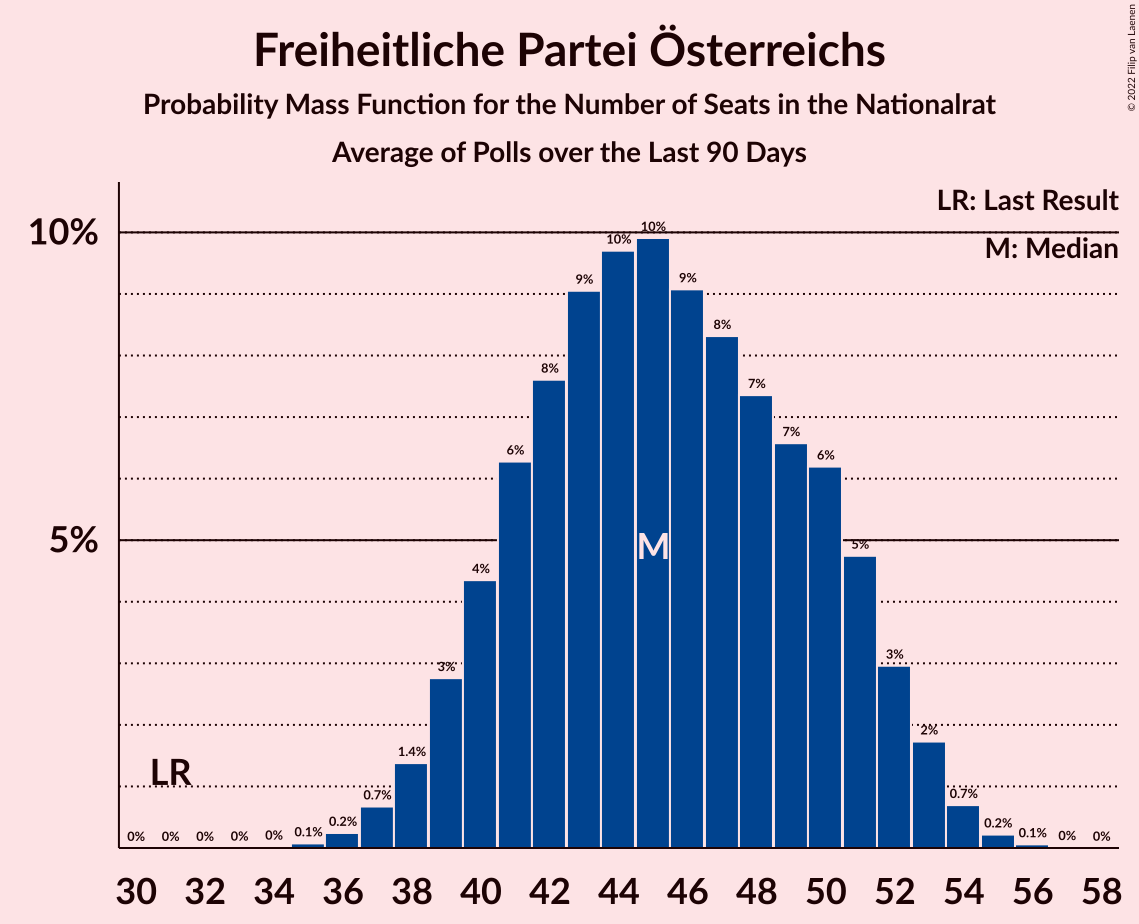 Freiheitliche Partei Österreichs
Probability Mass Function for the Number of Seats in the Nationalrat
Average of Polls over the Last 90 Days
© 2022 Filip van Laenen
LR: Last Result
M: Median
10%
5%
0% 0% 0% 0% 0% 0.1% 0.2% 0.7% 1.4% 3% 4% 6% 8% 9% 10% 10% 9% 8% 7% 7% 6% 5% 3% 2% 0.7% 0.2% 0.1% 0% 0%
LR
M
30 32 34 36 38 40 42 44 46 48 50 52 54 56 58